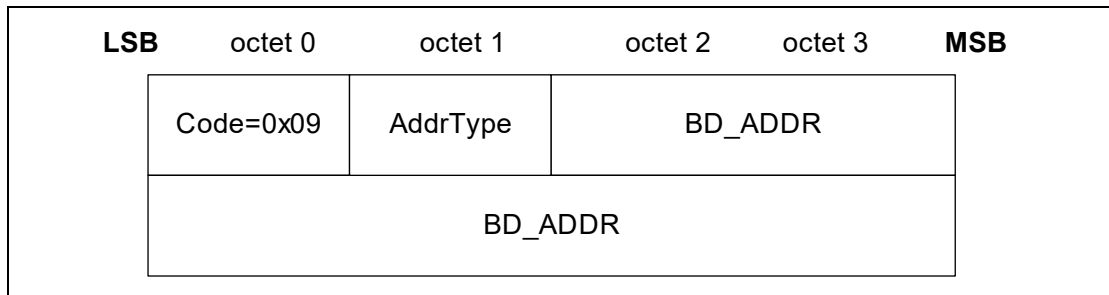 LSB octet 0 octet 1 octet 2 octet 3 MSB
Code=0x09 AddrType BD_ADDR
BD_ADDR